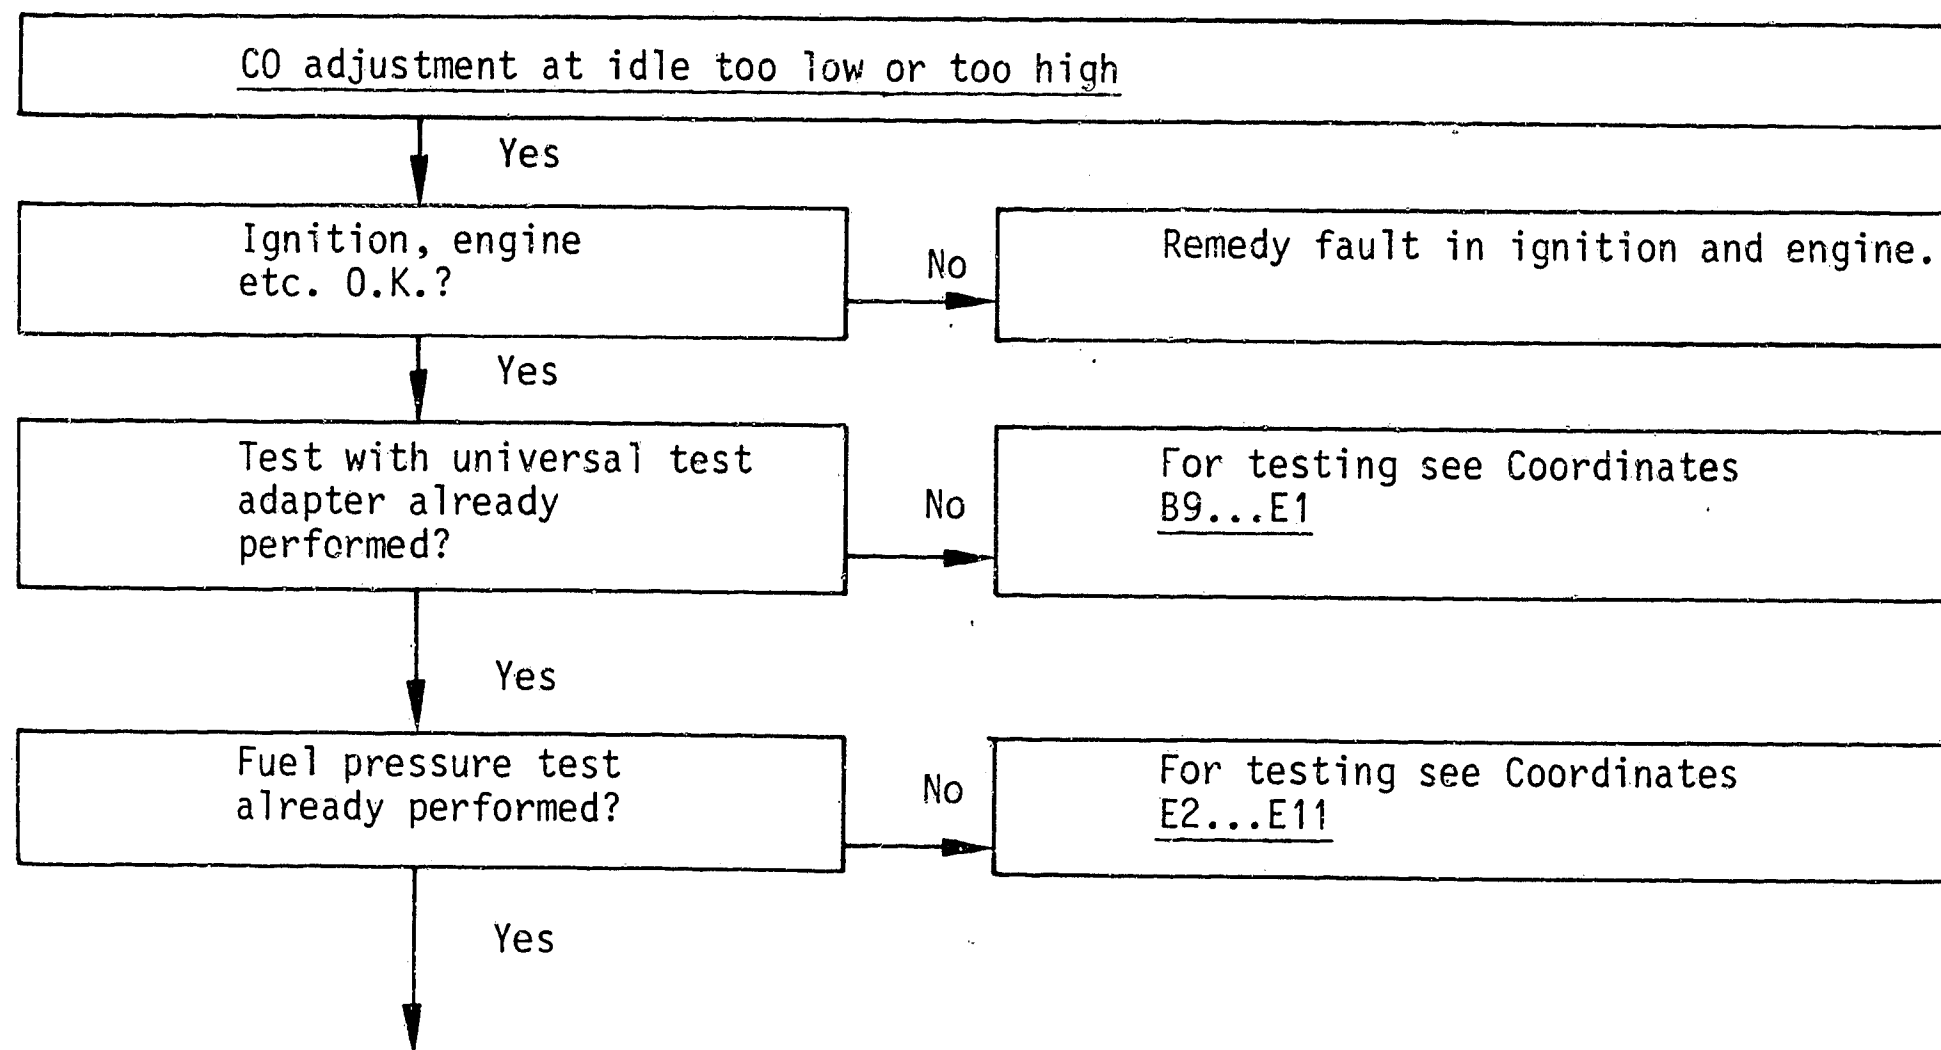 CO adjustment at idle too low or too high
Yes
Ignition, engine
etc. O.K.?
No
Remedy fault in ignition and engine.
Yes
Test with universal test
adapter already
performed?
No
For testing see Coordinates
B9...E1
Yes
Fuel pressure test
already performed?
No
For testing see Coordinates
E2...E11
Yes